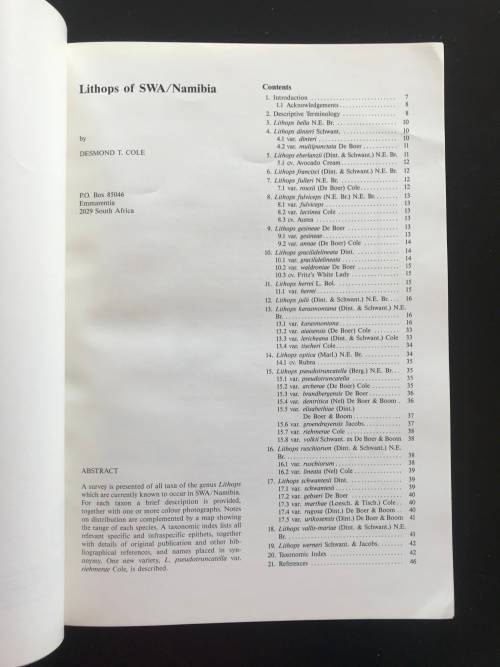 Lithops of SWA/Namibia
by
DESMOND T. COLE
P.O. Box 85046
Emmarentia
2029 South Africa
ABSTRACT
A survey is presented of all taxa of the genus Lithops
which are currently known to occur in SWA/Namibia.
For each taxon a brief description is provided,
together with one or more colour photographs. Notes
on distribution are complemented by a map showing
the range of each species. A taxonomic index lists all
relevant specific and infraspecific epithets, together
with details of original publication and other bib-
liographical references, and names placed in syn-
onymy. One new variety, L. pseudotruncatella var.
riehmerae Cole, is described.
Contents
1. Introduction ............................ 7
1.1 Acknowledgements .................. 8
2. Descriptive Terminology ................ 8
3. Lithops bella N.E. Br. .................. 10
4. Lithops dinteri Schwant. ................ 10
4.1 var. dinteri ........................ 10
4.2 var. multipunctata De Boer .......... 11
5. Lithops eberlanzii (Dint. & Schwant.) N.E. Br. 11
5.1 cv. Avocado Cream .................. 12
6. Lithops francisci (Dint. & Schwant.) N.E. Br. 12
7. Lithops fulleri N.E. Br. ................ 12
7.1 var. rouxii (De Boer) Cole .......... 12
8. Lithops fulviceps (N.E. Br.) N.E. Br. .... 13
8.1 var. fulviceps ...................... 13
8.2 var. lactinea Cole .................. 13
8.3 cv. Aurea .......................... 13
9. Lithops gesineae De Boer ................ 13
9.1 var. gesineae ...................... 13
9.2 var. annae (De Boer) Cole .......... 14
10. Lithops gracilidelineata Dint. .......... 14
10.1 var. gracilidelineata .............. 14
10.2 var. waldroniae De Boer ............ 15
10.3 cv. Fritz's White Lady ............ 15
11. Lithops herrei L. Bol. ................ 15
11.1 var. herrei ...................... 15
12. Lithops julii (Dint. & Schwant.) N.E. Br. ... 16
13. Lithops karasmontana (Dint. & Schwant.) N.E.
Br. .................................... 16
13.1 var. karasmontana .................. 16
13.2 var. aiaisensis (De Boer) Cole ...... 33
13.3 var. lericheana (Dint. & Schwant.) Cole 33
13.4 var. tischeri Cole .................. 34
14. Lithops optica (Marl.) N.E. Br. ........ 34
14.1 cv. Rubra .......................... 35
15. Lithops pseudotruncatella (Berg.) N.E. Br. ... 35
15.1 var. pseudotruncatella ............ 35
15.2 var. archerae (De Boer) Cole ........ 35
15.3 var. brandbergensis De Boer ........ 36
15.4 var. dentritica (Nel) De Boer & Boom . 36
15.5 var. elisabethiae (Dint.)
De Boer & Boom .................... 37
15.6 var. groendrayensis Jacobs. ........ 37
15.7 var. riehmerae Cole ................ 38
15.8 var. volkii Schwant. ex De Boer & Boom 38
16. Lithops ruschiorum (Dint. & Schwant.) N.E.
Br. .................................... 38
16.1 var. ruschiorum .................... 38
16.2 var. lineata (Nel) Cole ............ 39
17. Lithops schwantesii Dint. .............. 39
17.1 var. schwantesii .................. 39
17.2 var. gebseri De Boer .............. 40
17.3 var. marthae (Loesch. & Tisch.) Cole .. 40
17.4 var. rugosa (Dint.) De Boer & Boom .. 40
17.5 var. urikosensis (Dint.) De Boer & Boom 41
18. Lithops vallis-mariae (Dint. & Schwant.) N.E.
Br. .................................... 41
19. Lithops werneri Schwant. & Jacobs. ...... 42
20. Taxonomic Index ........................ 42
21. References ............................ 46